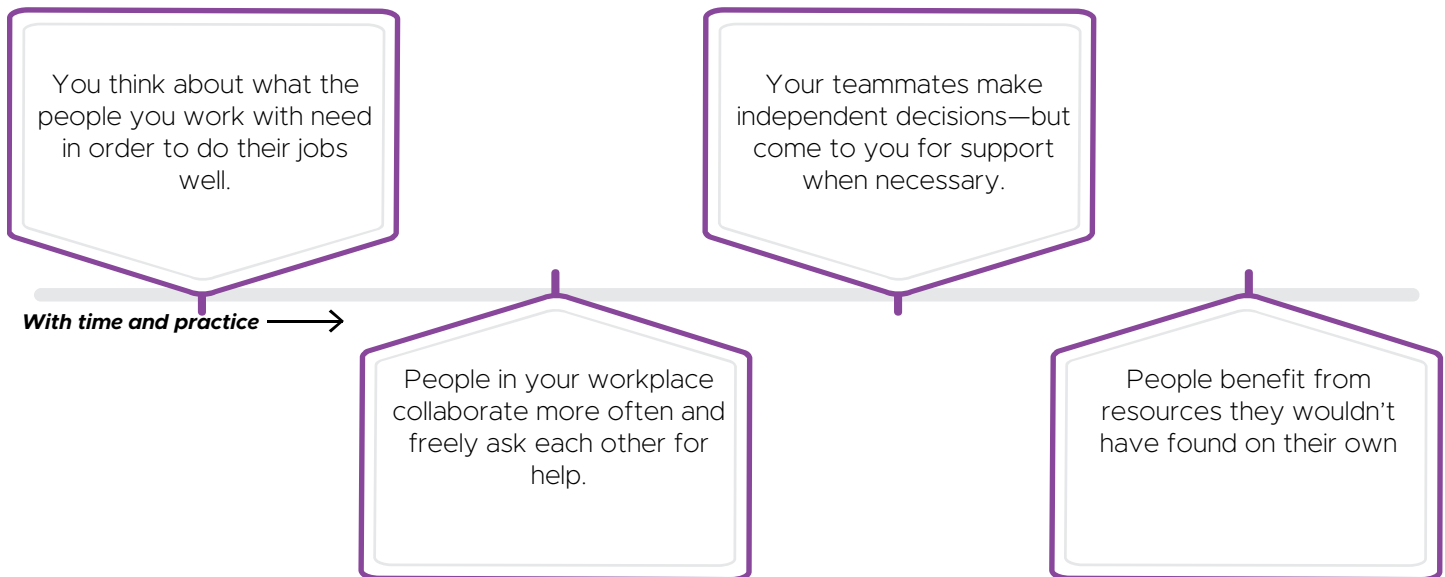 You think about what the
people you work with need
in order to do their jobs
well.
Your teammates make
independent decisions—but
come to you for support
when necessary.
With time and practice
People in your workplace
collaborate more often and
freely ask each other for
help.
People benefit from
resources they wouldn’t
have found on their own